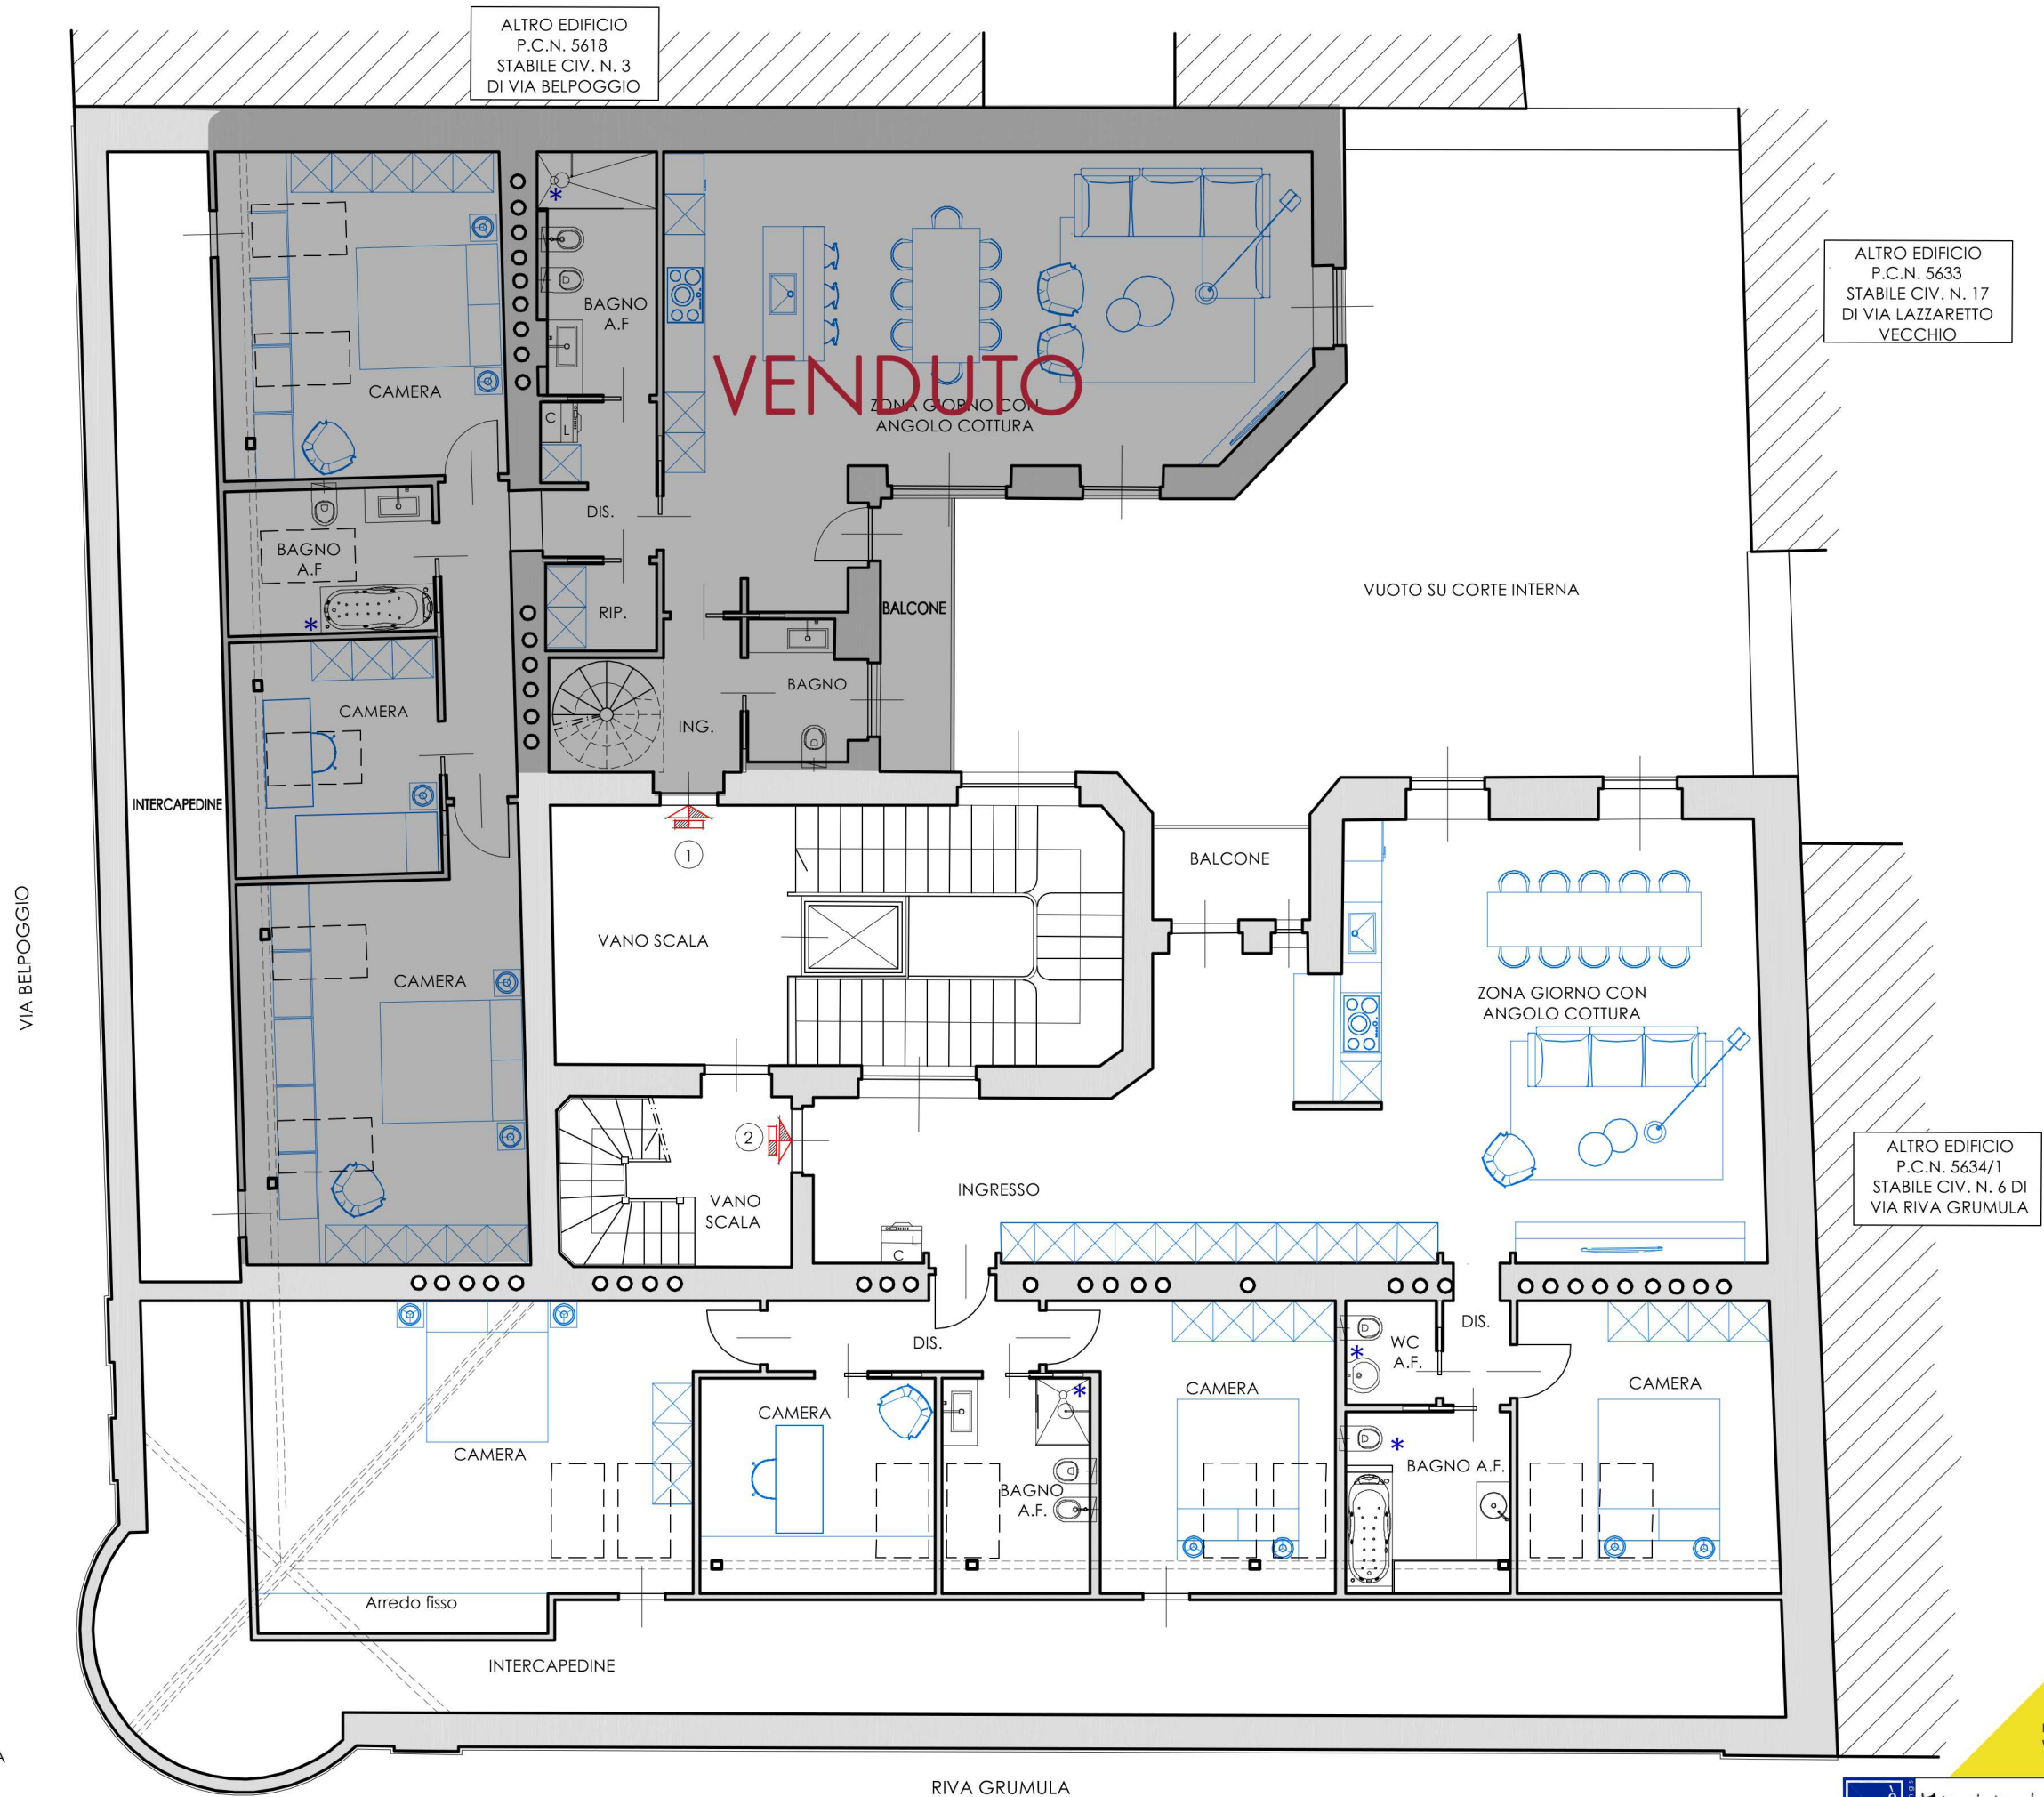 ALTRO EDIFICIO
P.C.N. 5618
STABILE CIV. N. 3
DI VIA BELPOGGIO
ALTRO EDIFICIO
P.C.N. 5633
STABILE CIV. N. 17
DI VIA LAZZARETTO
VECCHIO
BAGNO
A.F
CAMERA
VENDUTO
ZONA GIORNO CON
ANGOLO COTTURA
C
L
DIS.
BAGNO
A.F
RIP.
BALCONE
VUOTO SU CORTE INTERNA
BAGNO
CAMERA
ING.
INTERCAPEDINE
1
BALCONE
VIA BELPOGGIO
VANO SCALA
CAMERA
ZONA GIORNO CON
ANGOLO COTTURA
2
ALTRO EDIFICIO
P.C.N. 5634/1
STABILE CIV. N. 6 DI
VIA RIVA GRUMULA
INGRESSO
VANO
SCALA
L
C
DIS.
DIS.
WC
A.F.
CAMERA
CAMERA
CAMERA
CAMERA
BAGNO A.F.
BAGNO
A.F.
Arredo fisso
INTERCAPEDINE
RIVA GRUMULA